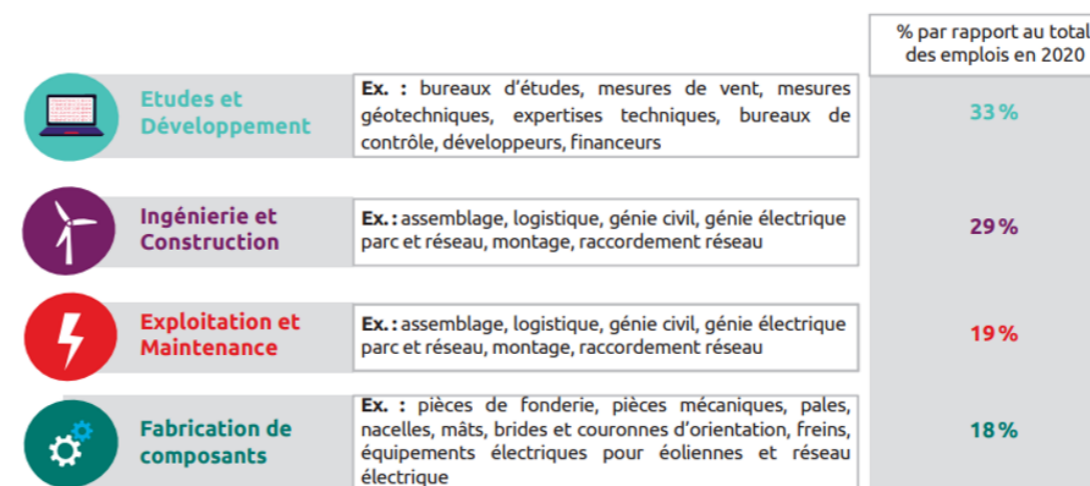 % par rapport au total
des emplois en 2020
Etudes et
Développement
Ex. : bureaux d'études, mesures de vent, mesures
géotechniques, expertises techniques, bureaux de
contrôle, développeurs, financeurs
33 %
Ingénierie et
Construction
Ex. : assemblage, logistique, génie civil, génie électrique
parc et réseau, montage, raccordement réseau
29 %
Exploitation et
Maintenance
Ex. : assemblage, logistique, génie civil, génie électrique
parc et réseau, montage, raccordement réseau
19 %
Fabrication de
composants
Ex. : pièces de fonderie, pièces mécaniques, pales,
nacelles, mâts, brides et couronnes d'orientation, freins,
équipements électriques pour éoliennes et réseau
électrique
18 %